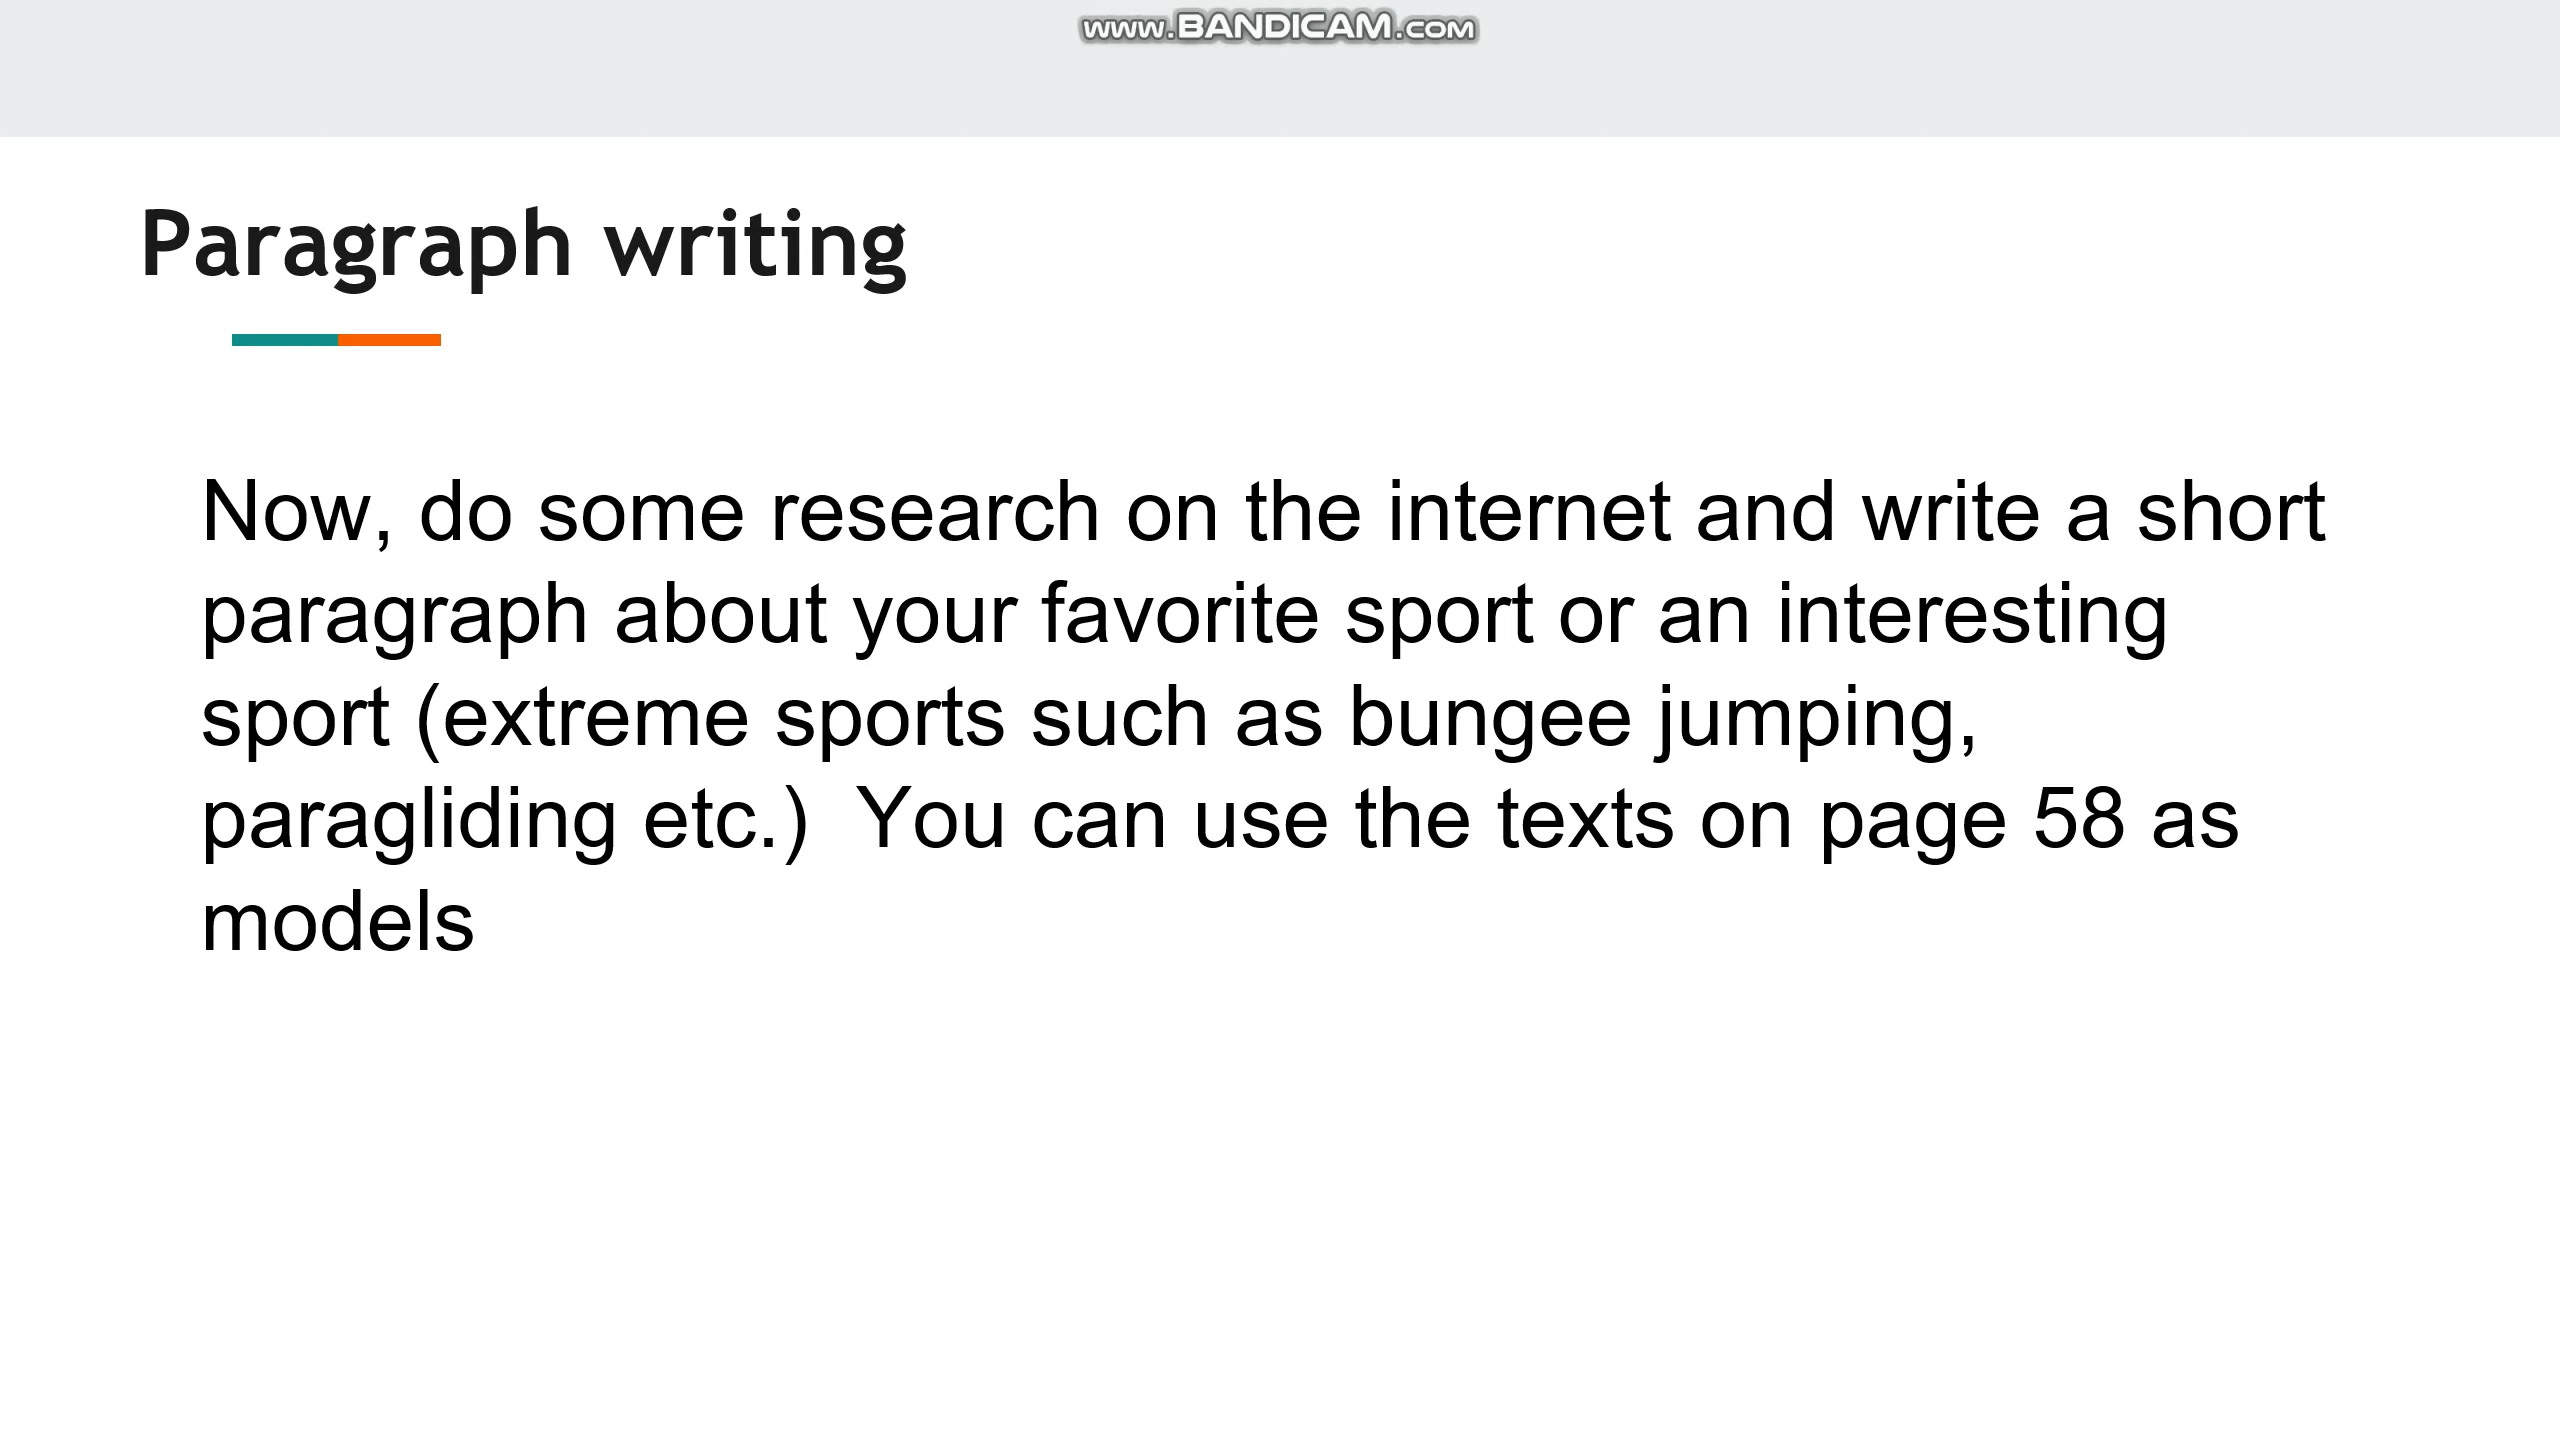 www.BANDICAM.com
Paragraph writing
Now, do some research on the internet and write a short
paragraph about your favorite sport or an interesting
sport (extreme sports such as bungee jumping,
paragliding etc.)  You can use the texts on page 58 as
models